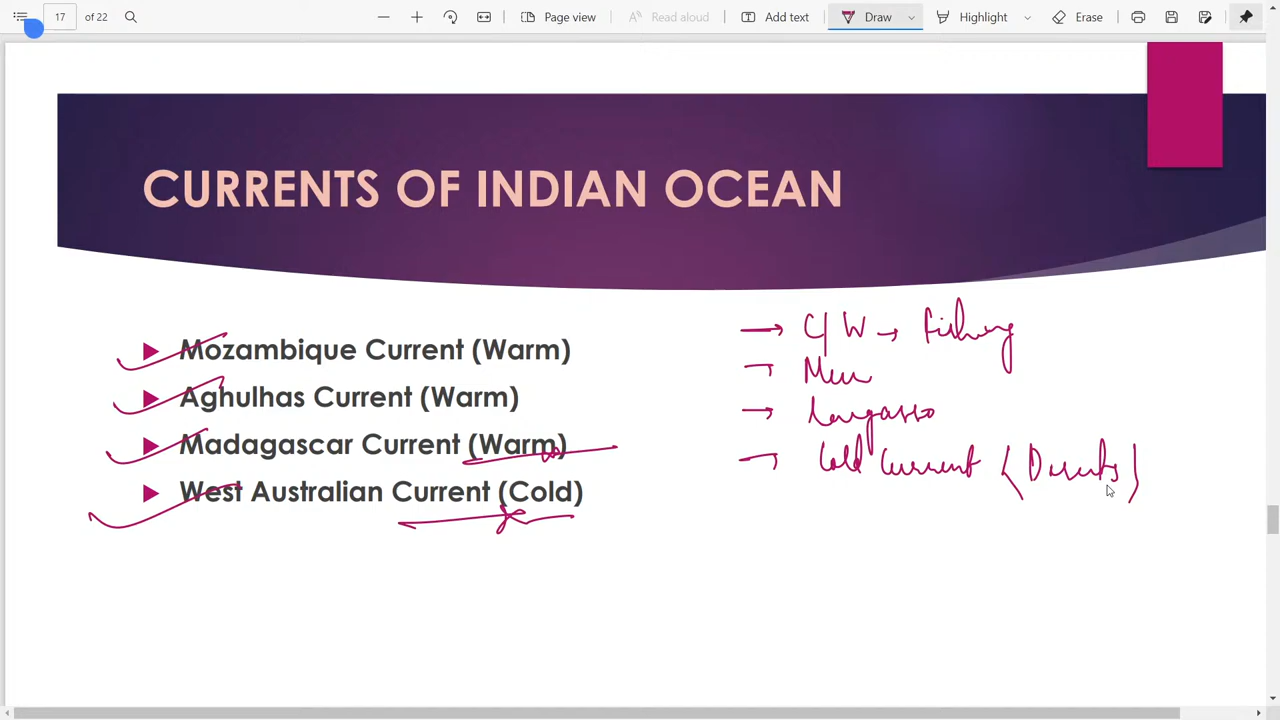 17 of 22 Page view Read aloud Add text Draw Highlight Erase
CURRENTS OF INDIAN OCEAN
Mozambique Current (Warm)
Aghulhas Current (Warm)
Madagascar Current (Warm)
West Australian Current (Cold)
→ C/W → Fishing
→
→ Sargasso
→ Cold Current (Deserts)